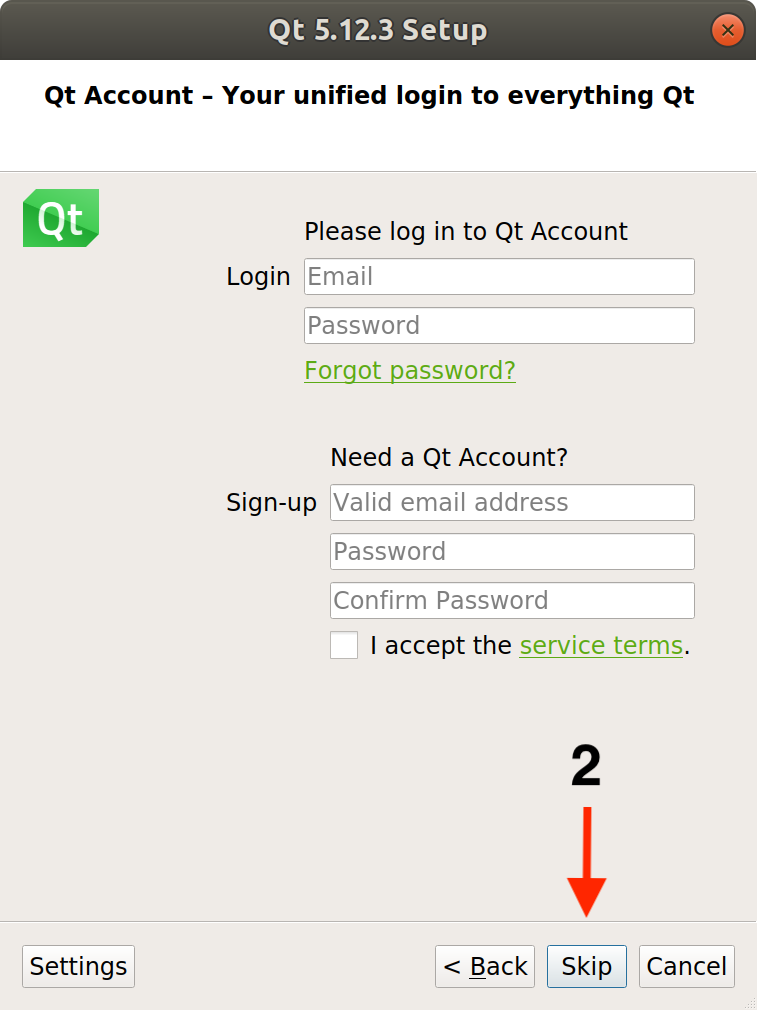 Qt 5.12.3 Setup
Qt Account – Your unified login to everything Qt
Qt
Please log in to Qt Account
Login Email
Password
Forgot password?
Need a Qt Account?
Sign-up Valid email address
Password
Confirm Password
I accept the service terms.
2
Settings < Back Skip Cancel